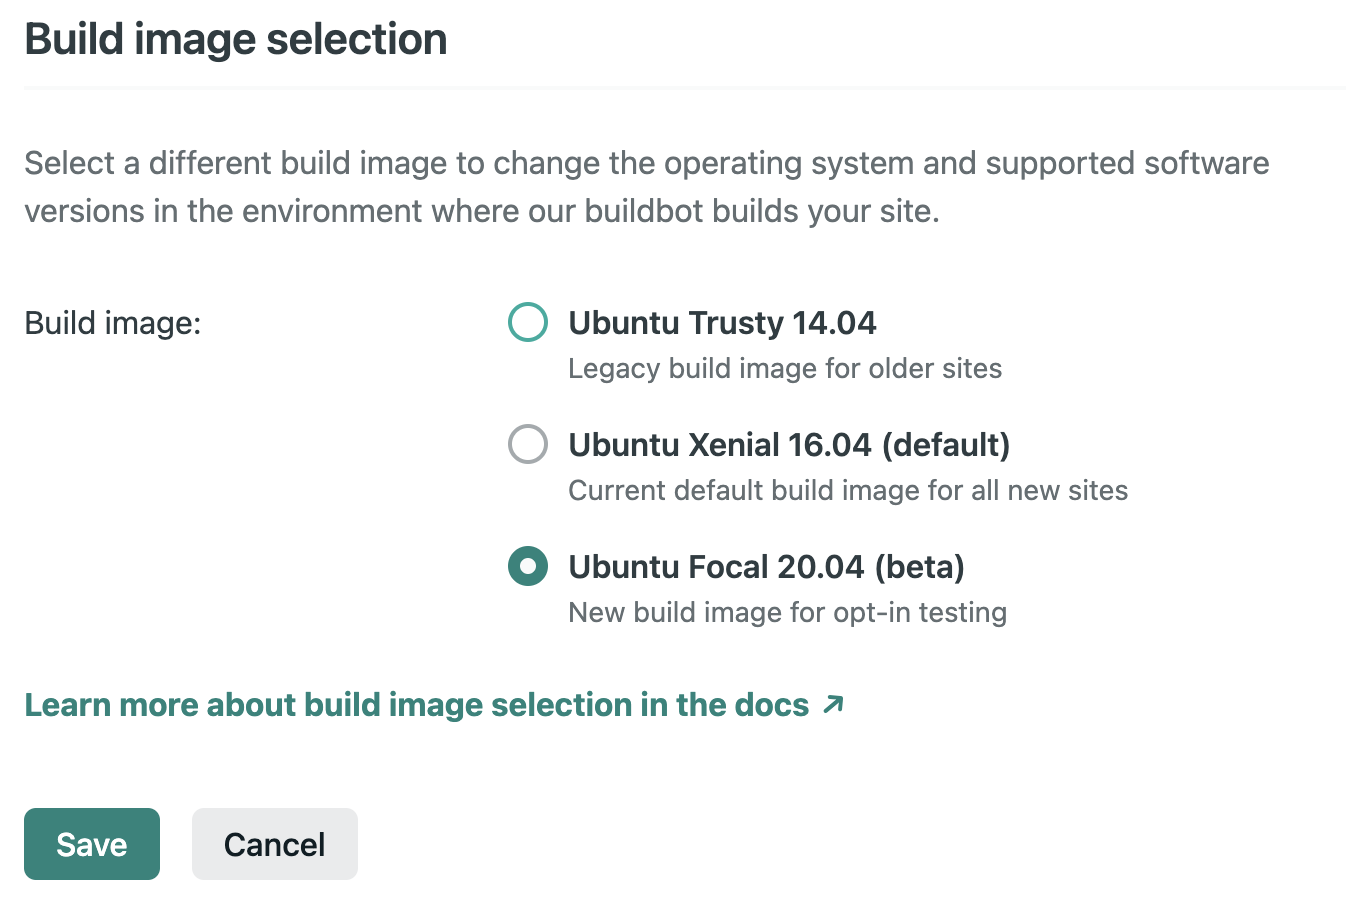 Build image selection
Select a different build image to change the operating system and supported software
versions in the environment where our buildbot builds your site.
Build image:
Ubuntu Trusty 14.04
Legacy build image for older sites
Ubuntu Xenial 16.04 (default)
Current default build image for all new sites
Ubuntu Focal 20.04 (beta)
New build image for opt-in testing
Learn more about build image selection in the docs ↗
Save
Cancel